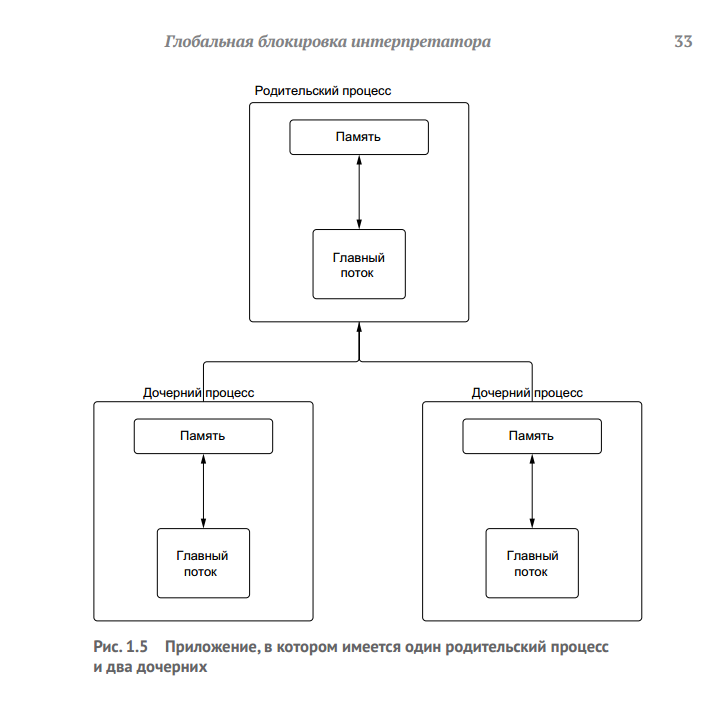 Глобальная блокировка интерпретатора 33
Родительский процесс
Память
Главный
поток
Дочерний процесс
Память
Главный
поток
Дочерний процесс
Память
Главный
поток
Рис. 1.5 Приложение, в котором имеется один родительский процесс
и два дочерних